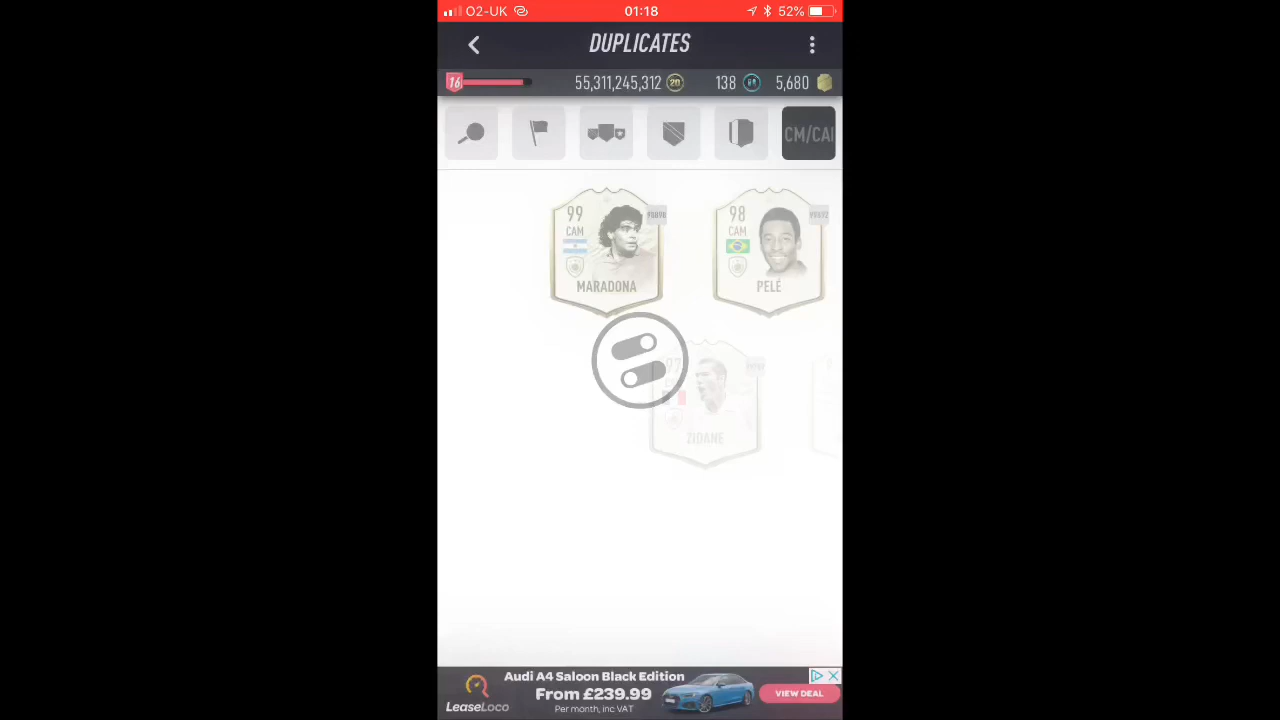 O2-UK 01:18 52%
DUPLICATES
16 55,311,245,312 20 138 5,680
CM/CA
99 CAM MARADONA
98 CAM PELÉ
97 ZIDANE
Audi A4 Saloon Black Edition
From £239.99
Per month, inc VAT
LeaseLoco
VIEW DEAL